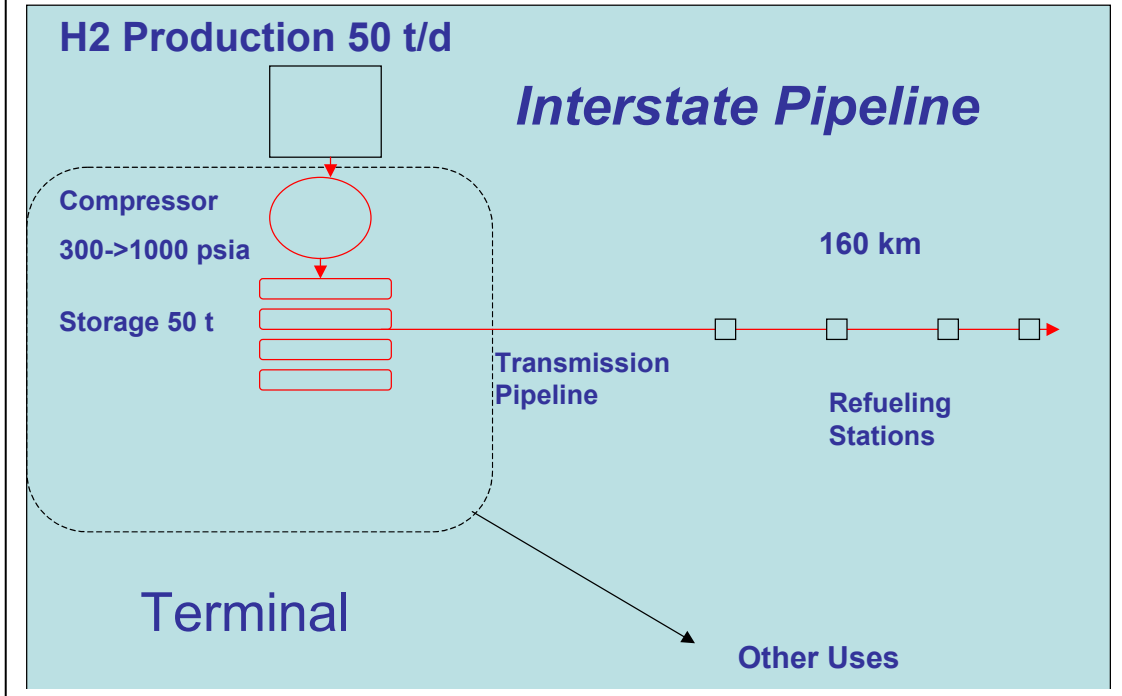 H2 Production 50 t/d
Interstate Pipeline
Compressor
300->1000 psia
160 km
Storage 50 t
Transmission
Pipeline
Refueling
Stations
Terminal
Other Uses